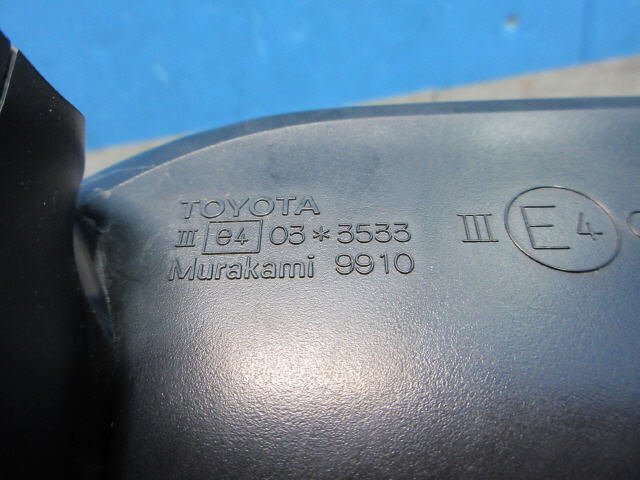 TOYOTA
III e4 03*3533
Murakami 9910
III E4